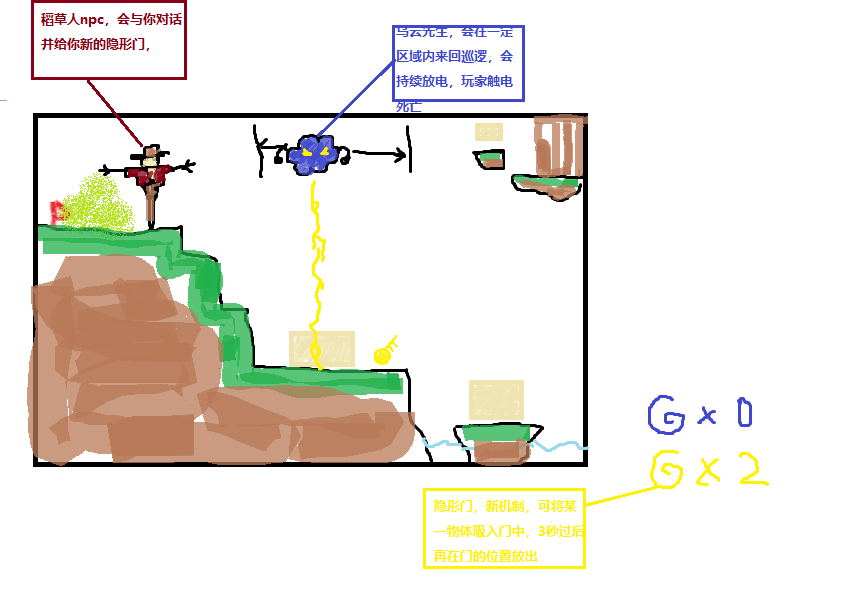 稻草人npc，会与你对话
并给你新的隐形门，
乌云先生，会在一定
区域内来回巡逻，会
持续放电，玩家触电
死亡
G x 0
G x 2
隐形门，新机制，可将某
一物体吸入门中，3秒过后
再在门的位置放出